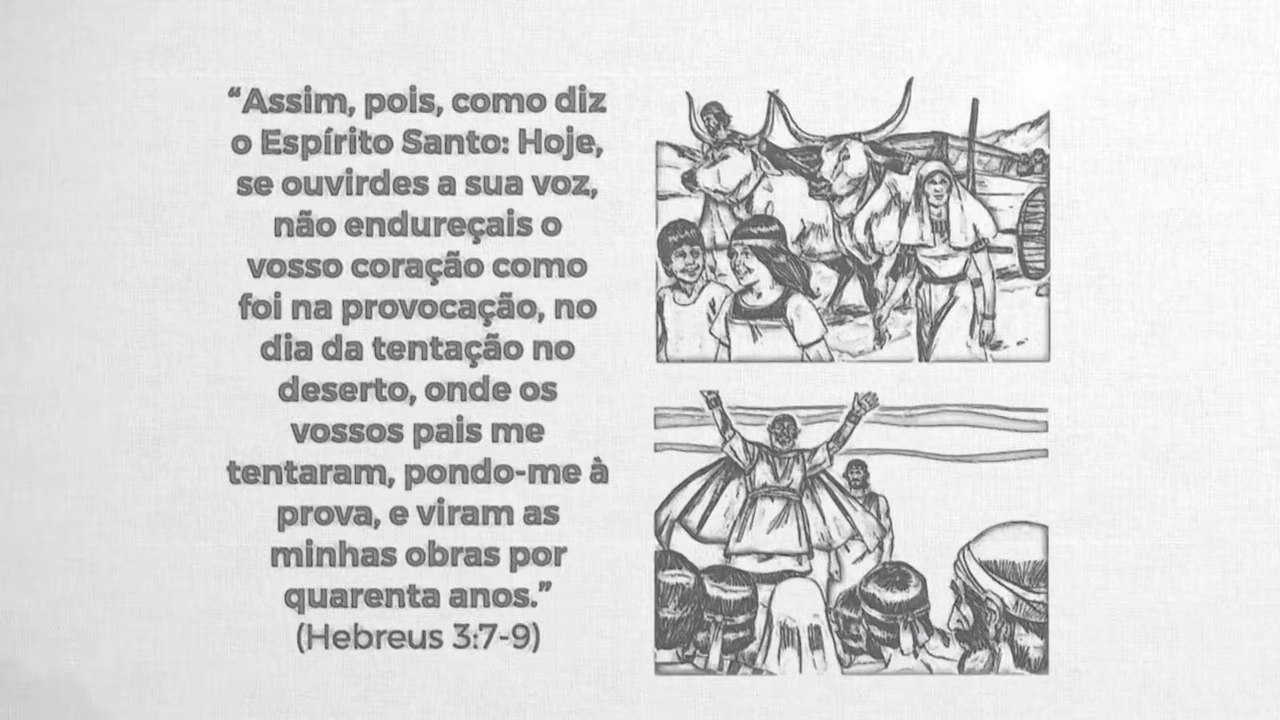 “Assim, pois, como diz
o Espírito Santo: Hoje,
se ouvirdes a sua voz,
não endureçais o
vosso coração como
foi na provocação, no
dia da tentação no
deserto, onde os
vossos pais me
tentaram, pondo-me à
prova, e viram as
minhas obras por
quarenta anos.”
(Hebreus 3:7-9)